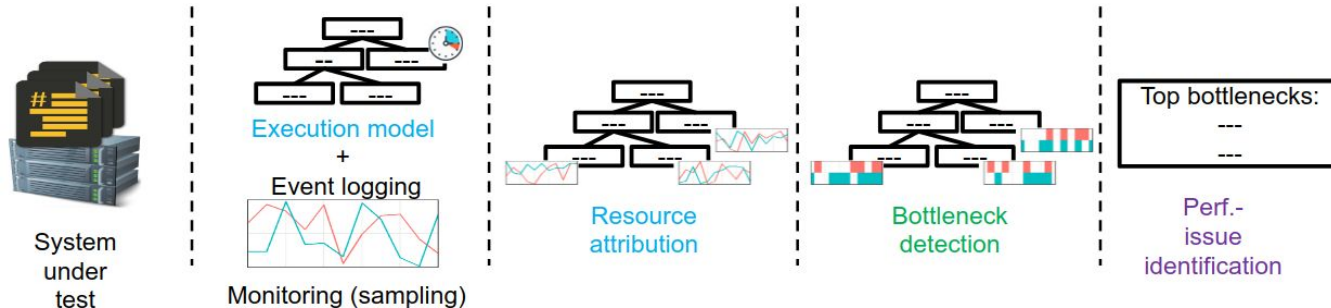 #
System
under
test
---
-- ---
--- ---
Execution model
+
Event logging
Monitoring (sampling)
---
--- ---
--- ---
Resource
attribution
---
--- ---
--- ---
Bottleneck
detection
Top bottlenecks:
---
---
Perf.-
issue
identification